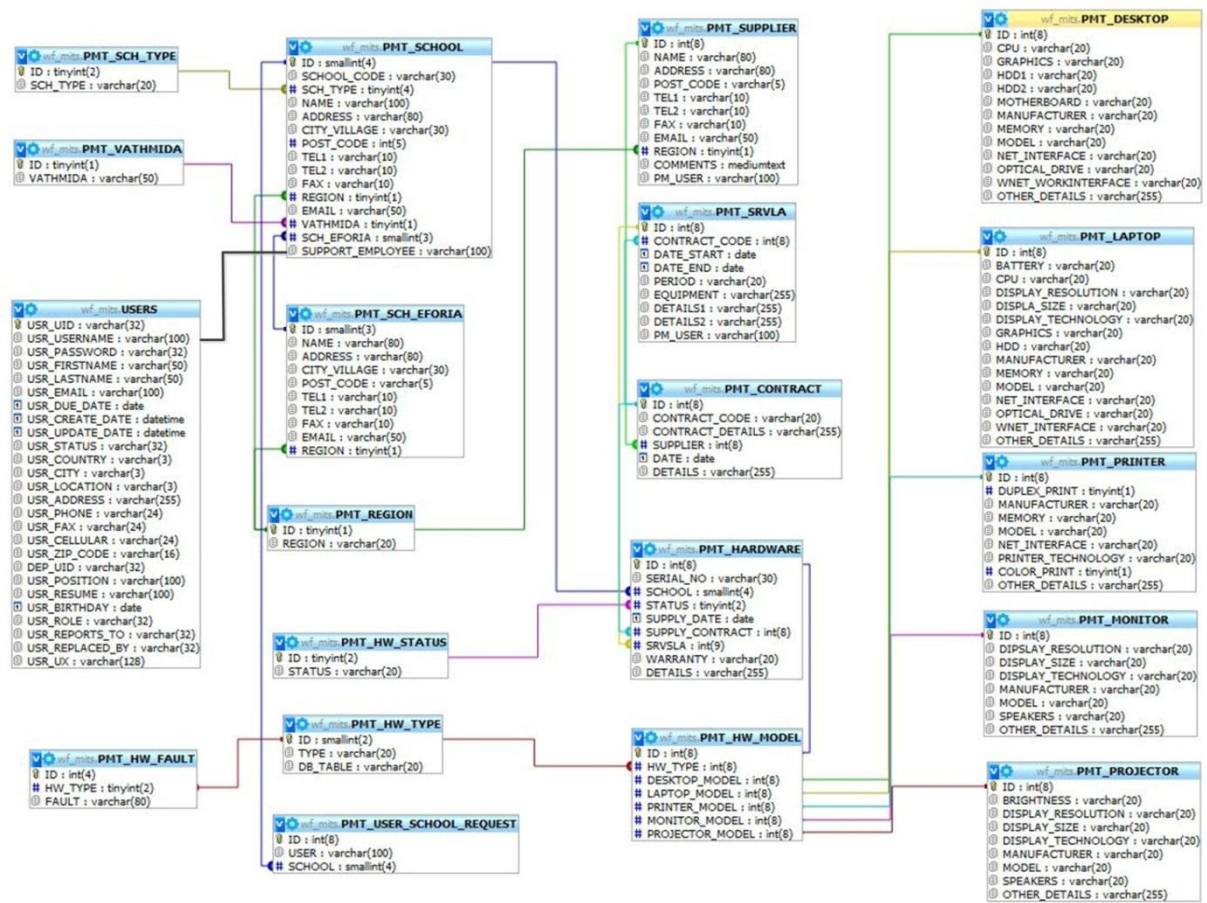 wf_mits.PMT_SCH_TYPE
ID : tinyint(2)
SCH_TYPE : varchar(20)
wf_mits.PMT_VATHMIDA
ID : tinyint(1)
VATHMIDA : varchar(50)
wf_mits.USERS
USR_UID : varchar(32)
USR_USERNAME : varchar(100)
USR_PASSWORD : varchar(32)
USR_FIRSTNAME : varchar(50)
USR_LASTNAME : varchar(50)
USR_EMAIL : varchar(100)
USR_DUE_DATE : date
USR_CREATE_DATE : datetime
USR_UPDATE_DATE : datetime
USR_STATUS : varchar(32)
USR_COUNTRY : varchar(3)
USR_CITY : varchar(3)
USR_LOCATION : varchar(3)
USR_ADDRESS : varchar(255)
USR_PHONE : varchar(24)
USR_FAX : varchar(24)
USR_CELLULAR : varchar(24)
USR_ZIP_CODE : varchar(16)
DEP_UID : varchar(32)
USR_POSITION : varchar(100)
USR_RESUME : varchar(100)
USR_BIRTHDAY : date
USR_ROLE : varchar(32)
USR_REPORTS_TO : varchar(32)
USR_REPLACED_BY : varchar(32)
USR_UX : varchar(128)
wf_mits.PMT_HW_FAULT
ID : int(4)
# HW_TYPE : tinyint(2)
FAULT : varchar(80)
wf_mits.PMT_SCHOOL
ID : smallint(4)
SCHOOL_CODE : varchar(30)
# SCH_TYPE : tinyint(4)
NAME : varchar(100)
ADDRESS : varchar(80)
CITY_VILLAGE : varchar(30)
# POST_CODE : int(5)
TEL1 : varchar(10)
TEL2 : varchar(10)
FAX : varchar(10)
# REGION : tinyint(1)
EMAIL : varchar(50)
# VATHMIDA : tinyint(1)
# SCH_EFORIA : smallint(3)
SUPPORT_EMPLOYEE : varchar(100)
wf_mits.PMT_SCH_EFORIA
ID : smallint(3)
NAME : varchar(80)
ADDRESS : varchar(80)
CITY_VILLAGE : varchar(30)
POST_CODE : varchar(5)
TEL1 : varchar(10)
TEL2 : varchar(10)
FAX : varchar(10)
EMAIL : varchar(50)
# REGION : tinyint(1)
wf_mits.PMT_REGION
ID : tinyint(1)
REGION : varchar(20)
wf_mits.PMT_HW_STATUS
ID : tinyint(2)
STATUS : varchar(20)
wf_mits.PMT_HW_TYPE
ID : smallint(2)
TYPE : varchar(20)
DB_TABLE : varchar(20)
wf_mits.PMT_USER_SCHOOL_REQUEST
ID : int(8)
USER : varchar(100)
# SCHOOL : smallint(4)
wf_mits.PMT_SUPPLIER
ID : int(8)
NAME : varchar(80)
ADDRESS : varchar(80)
POST_CODE : varchar(5)
TEL1 : varchar(10)
TEL2 : varchar(10)
FAX : varchar(10)
EMAIL : varchar(50)
# REGION : tinyint(1)
COMMENTS : mediumtext
PM_USER : varchar(100)
wf_mits.PMT_SRVLA
ID : int(8)
# CONTRACT_CODE : int(8)
DATE_START : date
DATE_END : date
PERIOD : varchar(20)
EQUIPMENT : varchar(255)
DETAILS1 : varchar(255)
DETAILS2 : varchar(255)
PM_USER : varchar(100)
wf_mits.PMT_CONTRACT
ID : int(8)
CONTRACT_CODE : varchar(20)
CONTRACT_DETAILS : varchar(255)
# SUPPLIER : int(8)
DATE : date
DETAILS : varchar(255)
wf_mits.PMT_HARDWARE
ID : int(8)
SERIAL_NO : varchar(30)
# SCHOOL : smallint(4)
# STATUS : tinyint(2)
SUPPLY_DATE : date
# SUPPLY_CONTRACT : int(8)
# SRVSLA : int(9)
WARRANTY : varchar(20)
DETAILS : varchar(255)
wf_mits.PMT_HW_MODEL
ID : int(8)
# HW_TYPE : int(8)
# DESKTOP_MODEL : int(8)
# LAPTOP_MODEL : int(8)
# PRINTER_MODEL : int(8)
# MONITOR_MODEL : int(8)
# PROJECTOR_MODEL : int(8)
wf_mits.PMT_DESKTOP
ID : int(8)
CPU : varchar(20)
GRAPHICS : varchar(20)
HDD1 : varchar(20)
HDD2 : varchar(20)
MOTHERBOARD : varchar(20)
MANUFACTURER : varchar(20)
MEMORY : varchar(20)
MODEL : varchar(20)
NET_INTERFACE : varchar(20)
OPTICAL_DRIVE : varchar(20)
WNET_WORKINTERFACE : varchar(20)
OTHER_DETAILS : varchar(255)
wf_mits.PMT_LAPTOP
ID : int(8)
BATTERY : varchar(20)
CPU : varchar(20)
DISPLAY_RESOLUTION : varchar(20)
DISPLA_SIZE : varchar(20)
DISPLAY_TECHNOLOGY : varchar(20)
GRAPHICS : varchar(20)
HDD : varchar(20)
MANUFACTURER : varchar(20)
MEMORY : varchar(20)
MODEL : varchar(20)
NET_INTERFACE : varchar(20)
OPTICAL_DRIVE : varchar(20)
WNET_INTERFACE : varchar(20)
OTHER_DETAILS : varchar(255)
wf_mits.PMT_PRINTER
ID : int(8)
# DUPLEX_PRINT : tinyint(1)
MANUFACTURER : varchar(20)
MEMORY : varchar(20)
MODEL : varchar(20)
NET_INTERFACE : varchar(20)
PRINTER_TECHNOLOGY : varchar(20)
# COLOR_PRINT : tinyint(1)
OTHER_DETAILS : varchar(255)
wf_mits.PMT_MONITOR
ID : int(8)
DIPSLAY_RESOLUTION : varchar(20)
DISPLAY_SIZE : varchar(20)
DISPLAY_TECHNOLOGY : varchar(20)
MANUFACTURER : varchar(20)
MODEL : varchar(20)
SPEAKERS : varchar(20)
OTHER_DETAILS : varchar(255)
wf_mits.PMT_PROJECTOR
ID : int(8)
BRIGHTNESS : varchar(20)
DISPLAY_RESOLUTION : varchar(20)
DISPLAY_SIZE : varchar(20)
DISPLAY_TECHNOLOGY : varchar(20)
MANUFACTURER : varchar(20)
MODEL : varchar(20)
SPEAKERS : varchar(20)
OTHER_DETAILS : varchar(255)